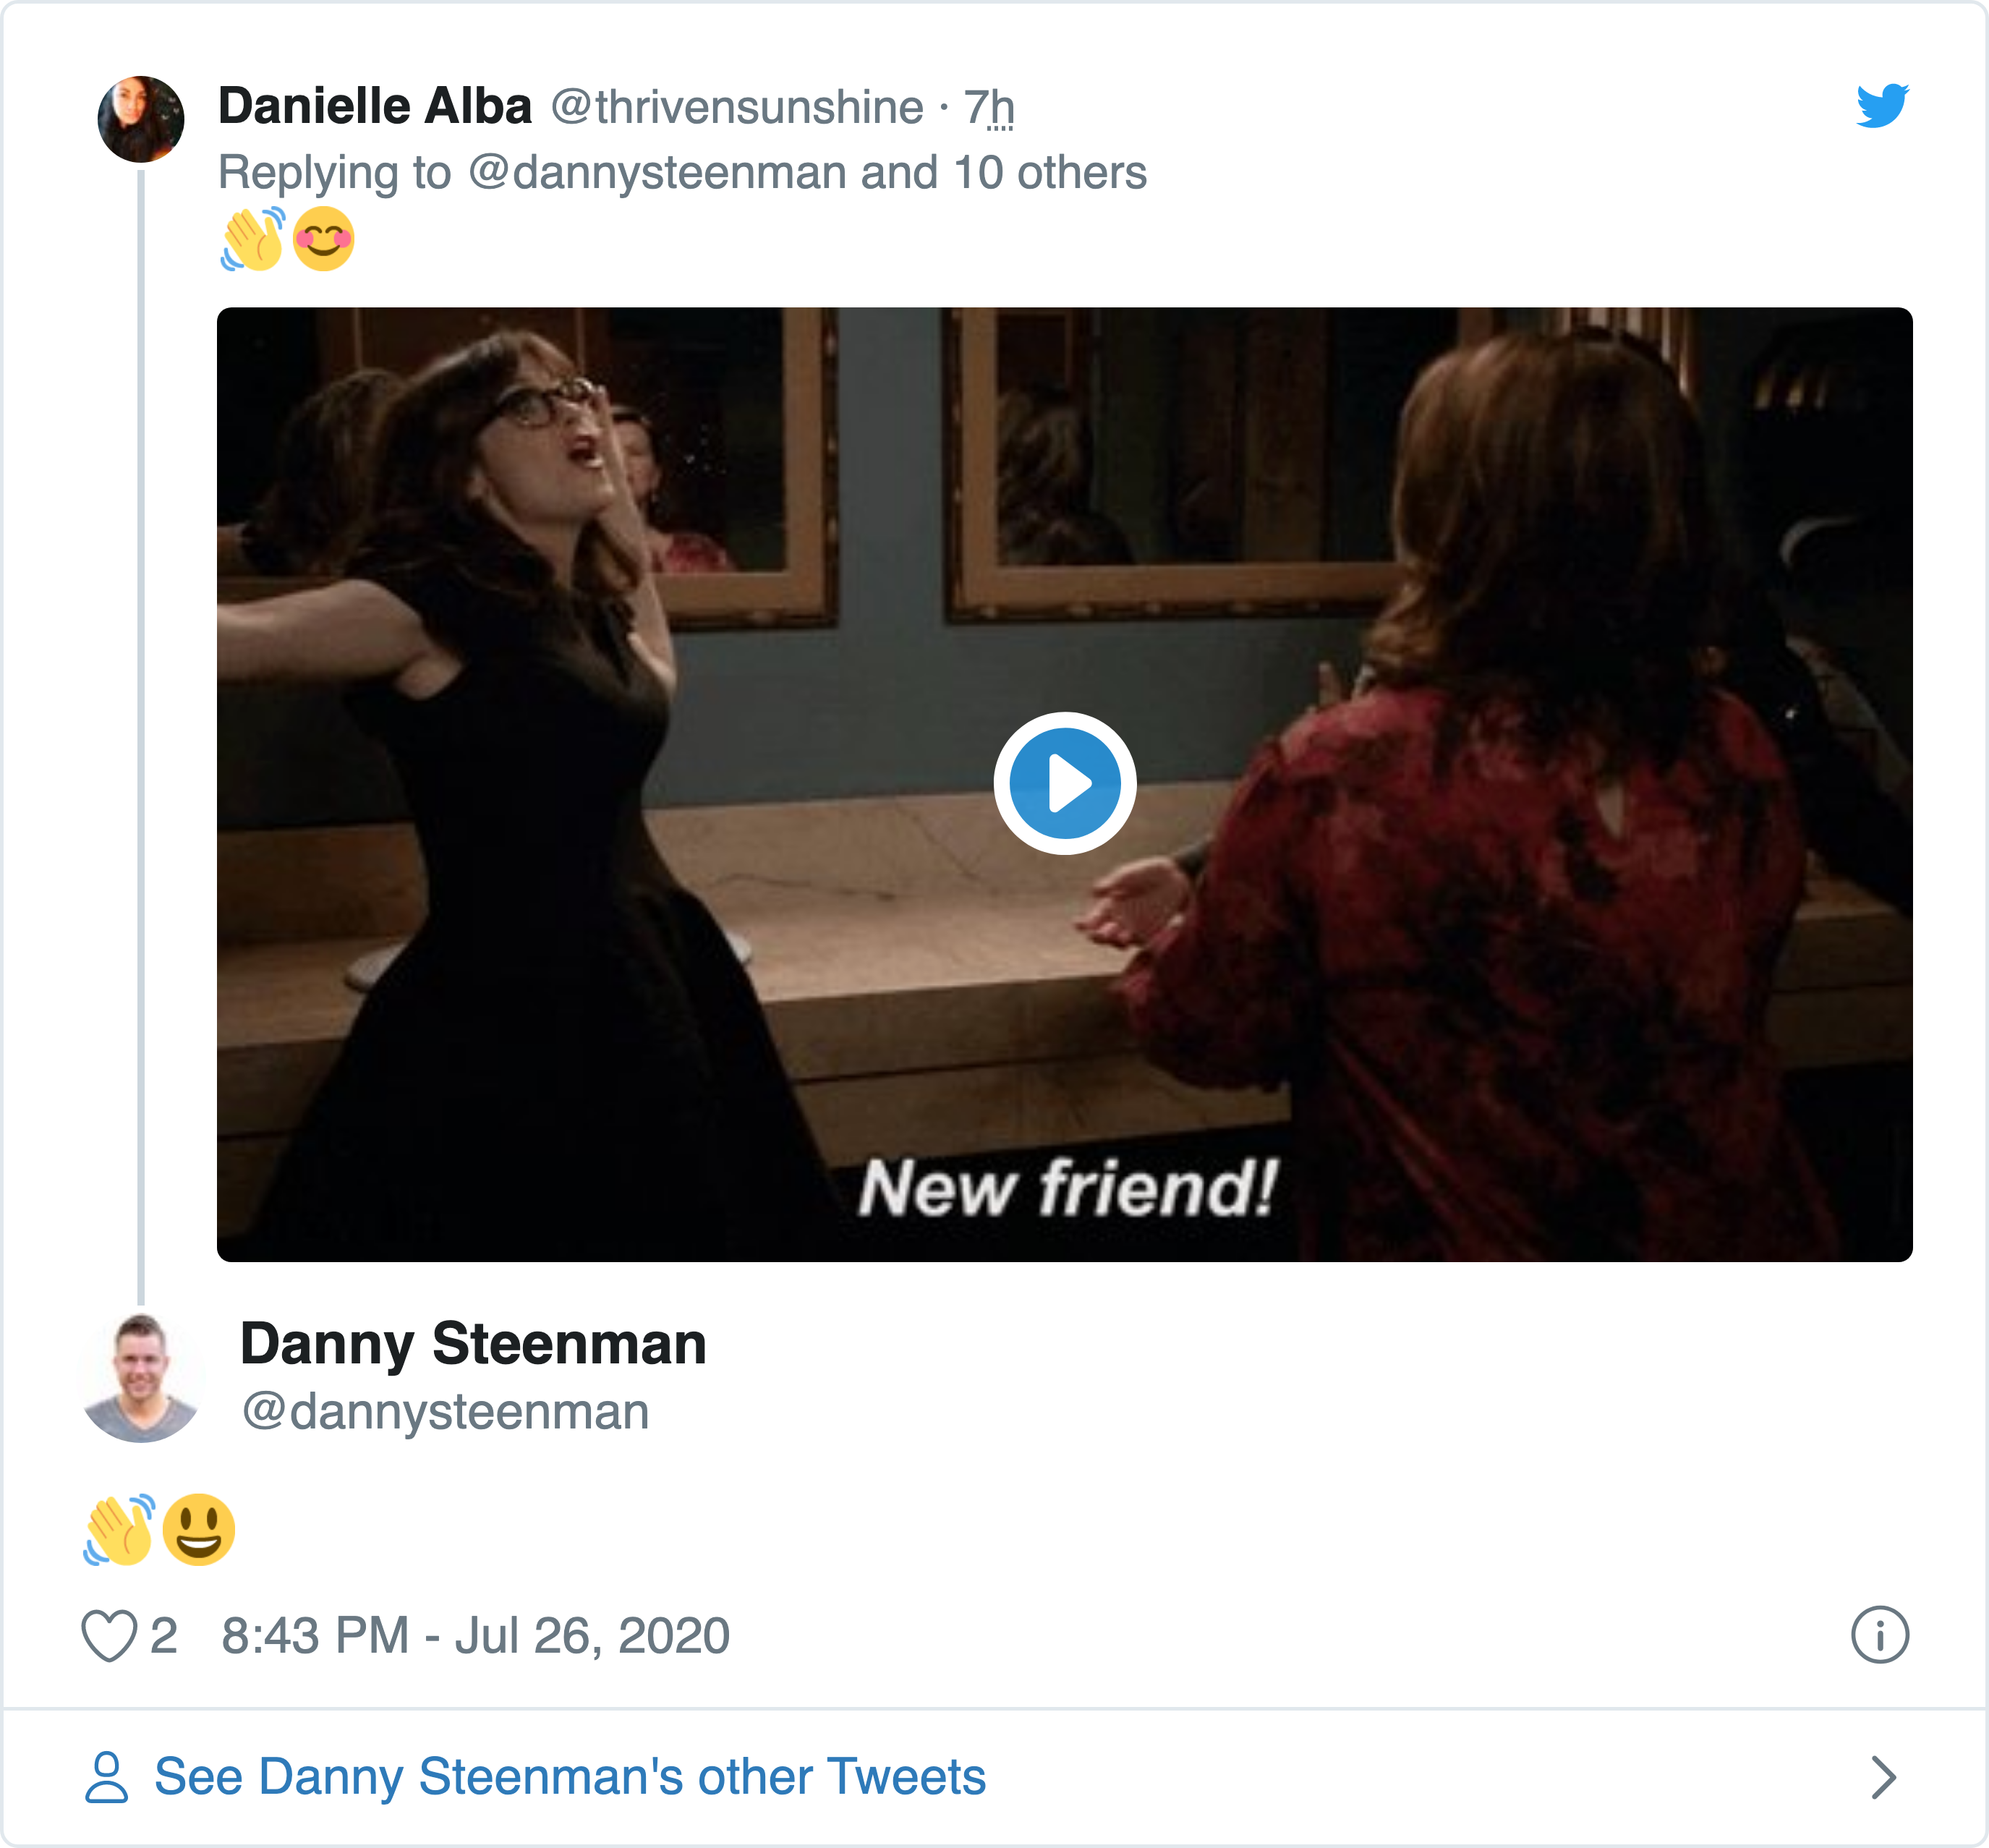 Danielle Alba @thrivensunshine · 7h
Replying to @dannysteenman and 10 others
👋😊
New friend!
Danny Steenman
@dannysteenman
👋😃
2 8:43 PM - Jul 26, 2020
See Danny Steenman's other Tweets